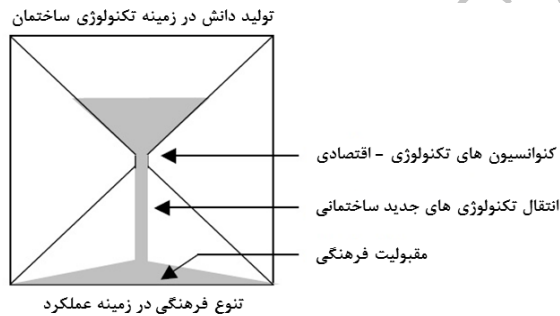 تولید دانش در زمینه تکنولوژی ساختمان
کنوانسیون های تکنولوژی - اقتصادی
انتقال تکنولوژی های جدید ساختمانی
مقبولیت فرهنگی
تنوع فرهنگی در زمینه عملکرد